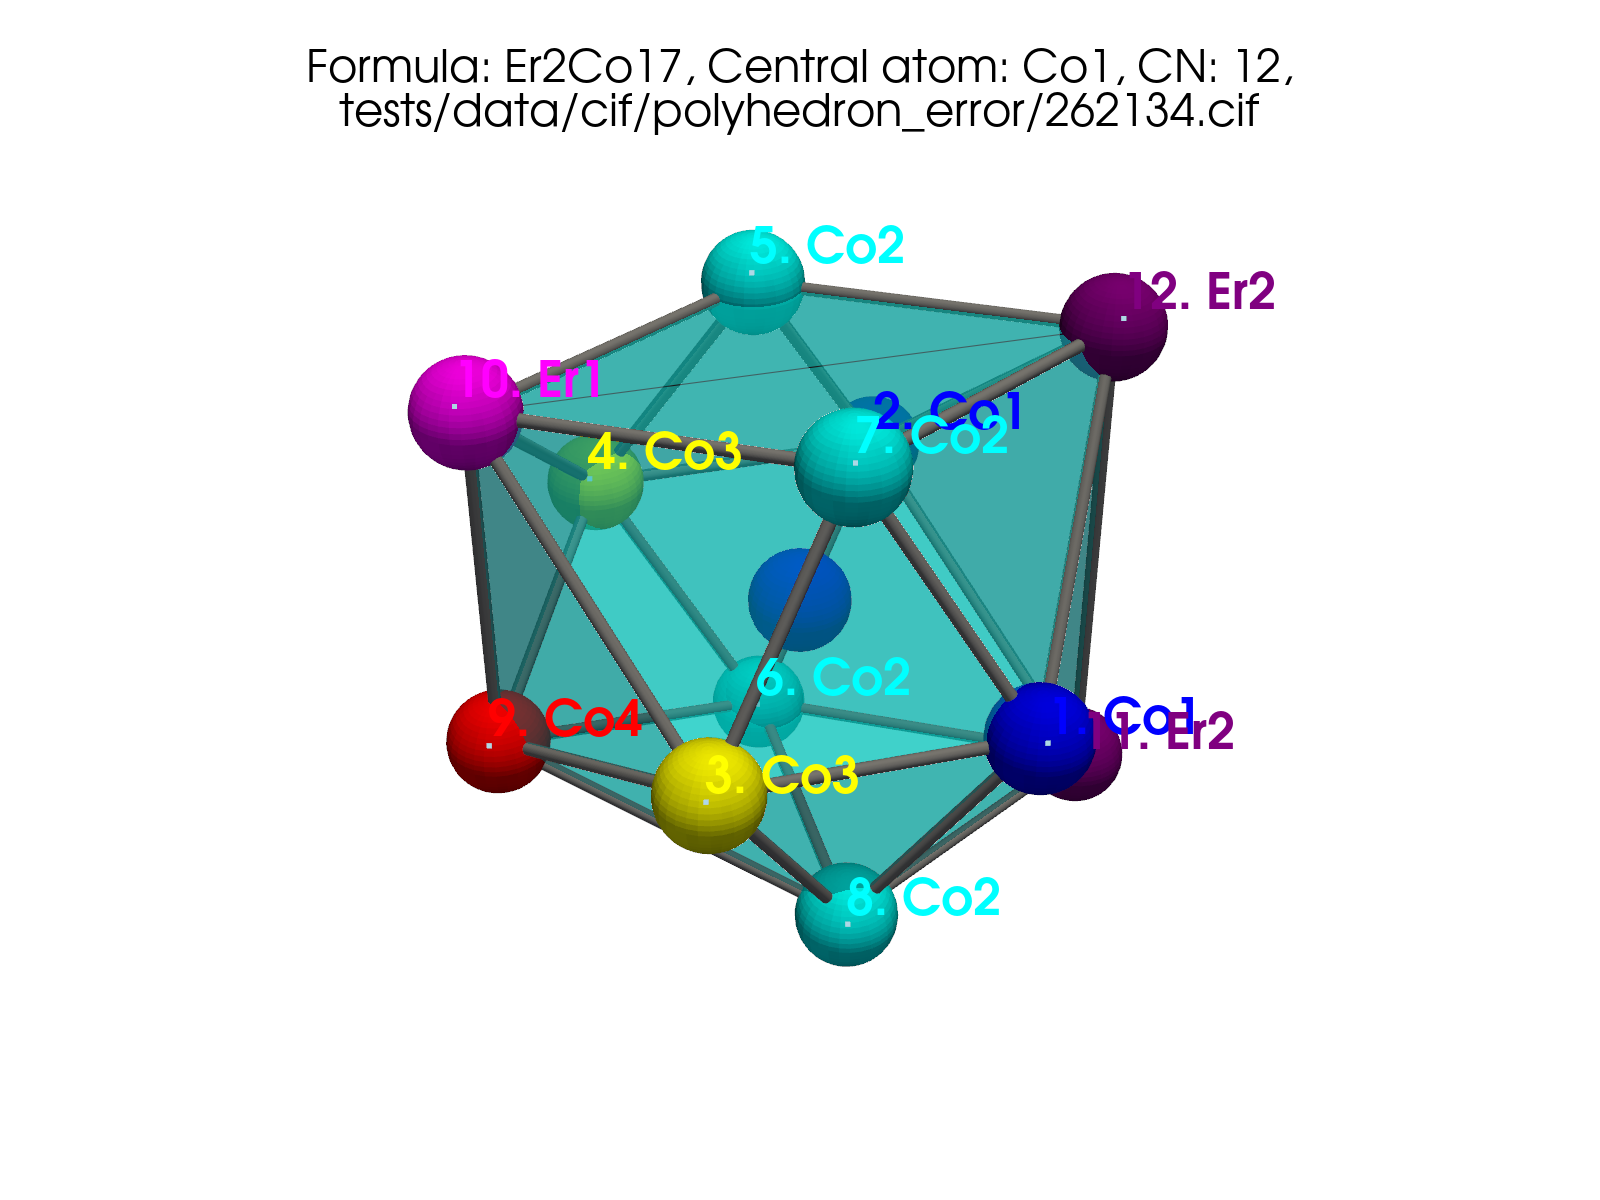 Formula: Er2Co17, Central atom: Co1, CN: 12,
tests/data/cif/polyhedron_error/262134.cif
5. Co2
12. Er2
10. Er1
2. Co1
7. Co2
4. Co3
6. Co2
9. Co4
1. Co1
11. Er2
3. Co3
8. Co2